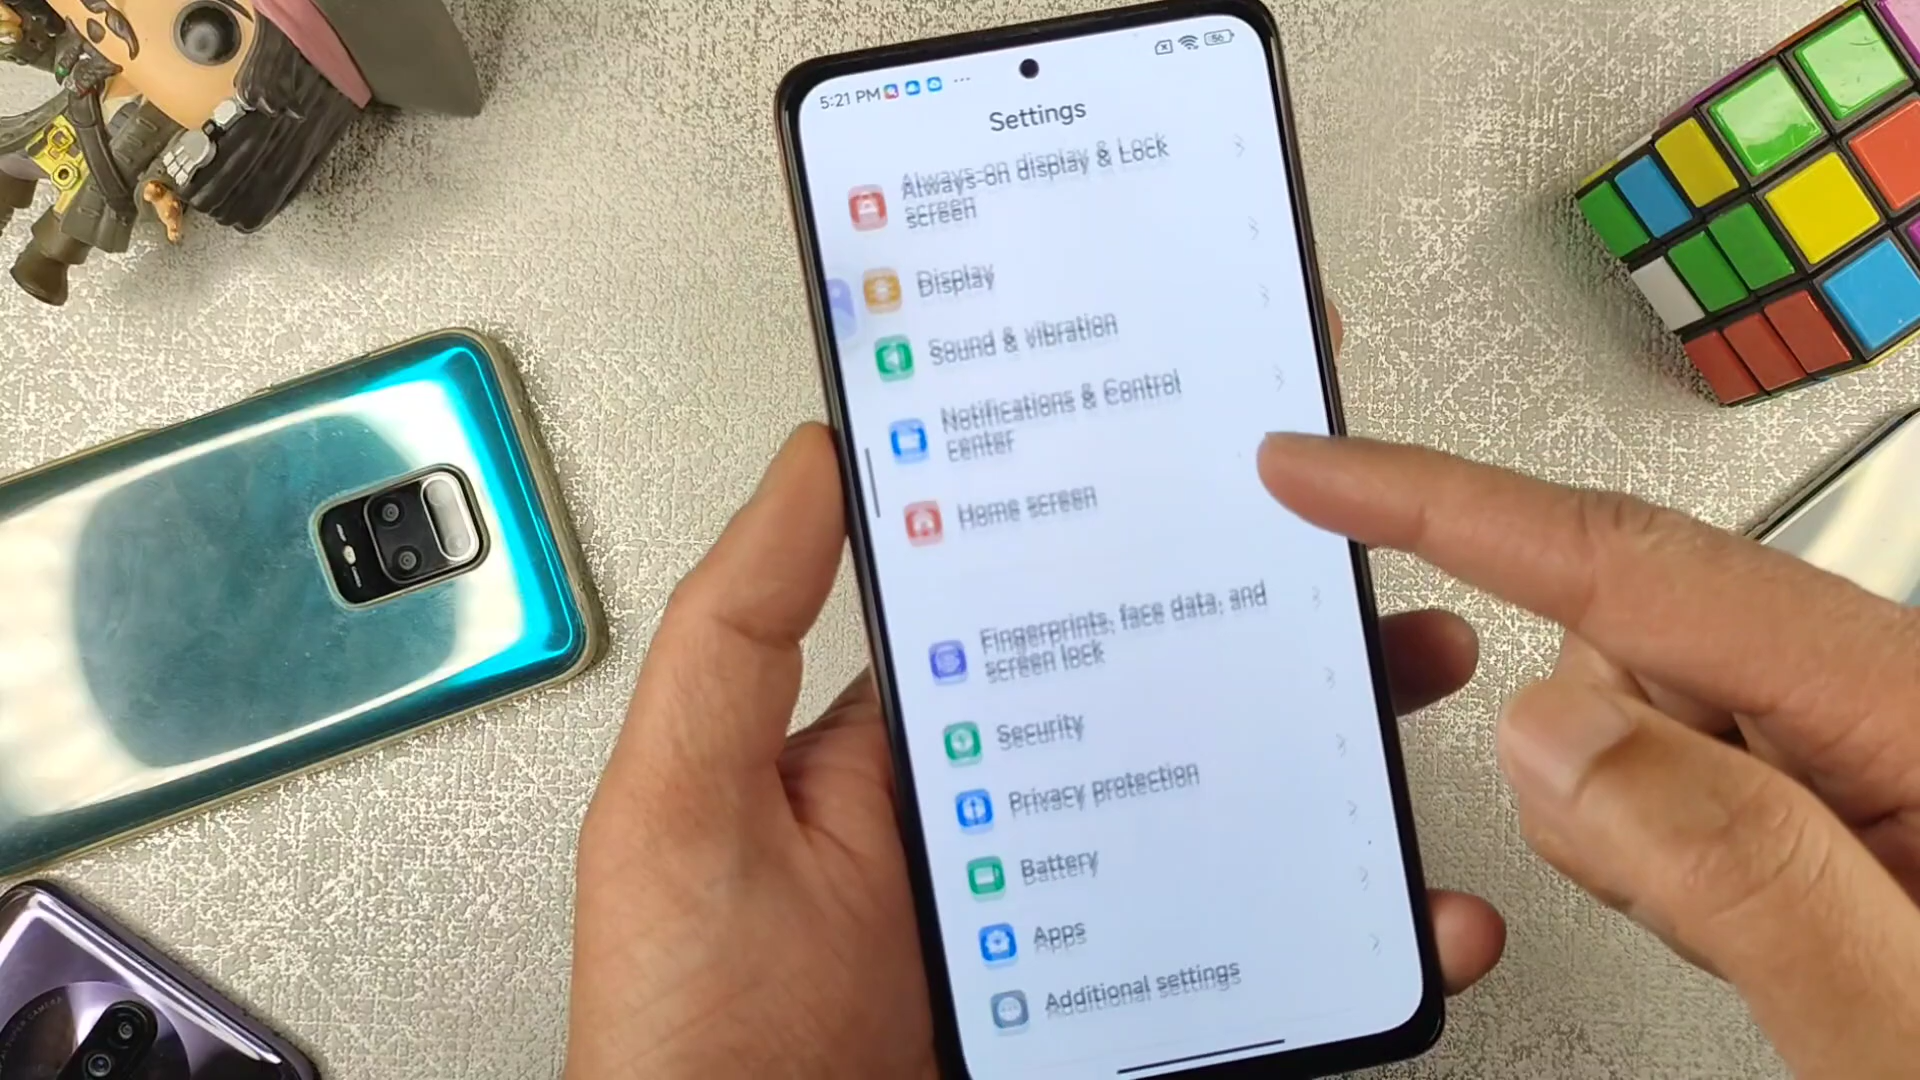 5:21 PM
56
Settings
Always-on display & Lock
screen
Display
Sound & vibration
Notifications & Control
center
Home screen
Fingerprints, face data, and
screen lock
Security
Privacy protection
Battery
Apps
Additional settings